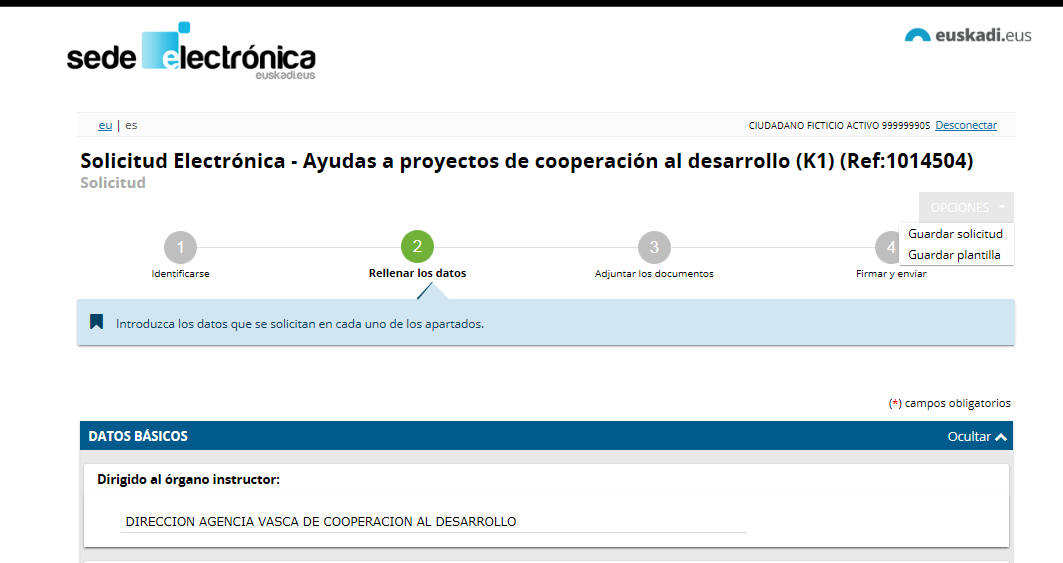 sede electrónica
euskadi.eus
euskadi.eus
eu | es
CIUDADANO FICTICIO ACTIVO 99999990S Desconectar
Solicitud Electrónica - Ayudas a proyectos de cooperación al desarrollo (K1) (Ref:1014504)
Solicitud
OPCIONES
Guardar solicitud
Guardar plantilla
1 2 3 4
Identificarse Rellenar los datos Adjuntar los documentos Firmar y enviar
Introduzca los datos que se solicitan en cada uno de los apartados.
(*) campos obligatorios
DATOS BÁSICOS Ocultar
Dirigido al órgano instructor:
DIRECCION AGENCIA VASCA DE COOPERACION AL DESARROLLO